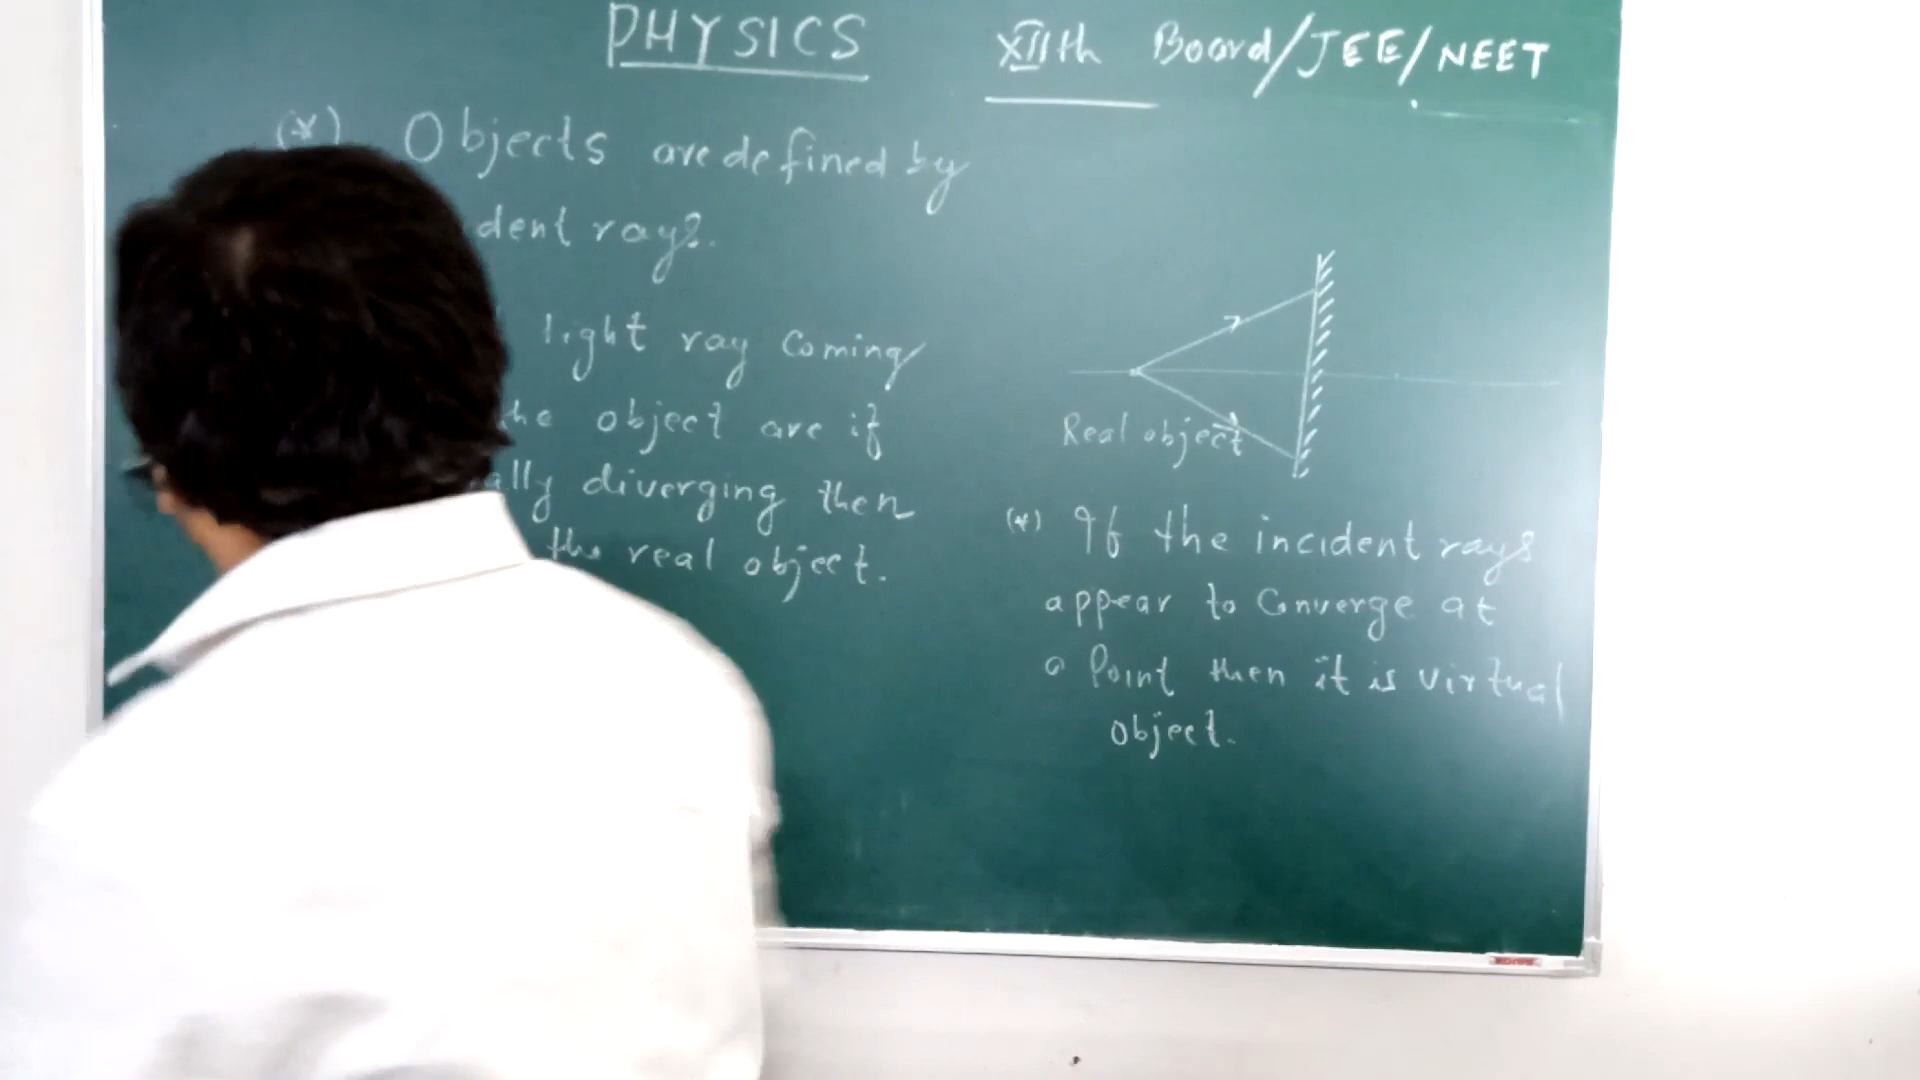 PHYSICS XIIth Board/JEE/NEET
(*) Objects are defined by
dent rays.
light ray coming
the object are if
ally diverging then
the real object.
Real object
(*) If the incident rays
appear to Converge at
a Point then it is virtual
object.